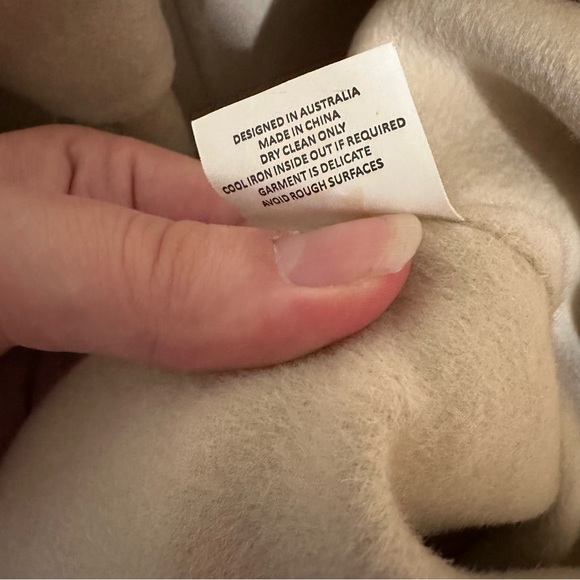 DESIGNED IN AUSTRALIA
MADE IN CHINA
DRY CLEAN ONLY
COOL IRON INSIDE OUT IF REQUIRED
GARMENT IS DELICATE
AVOID ROUGH SURFACES